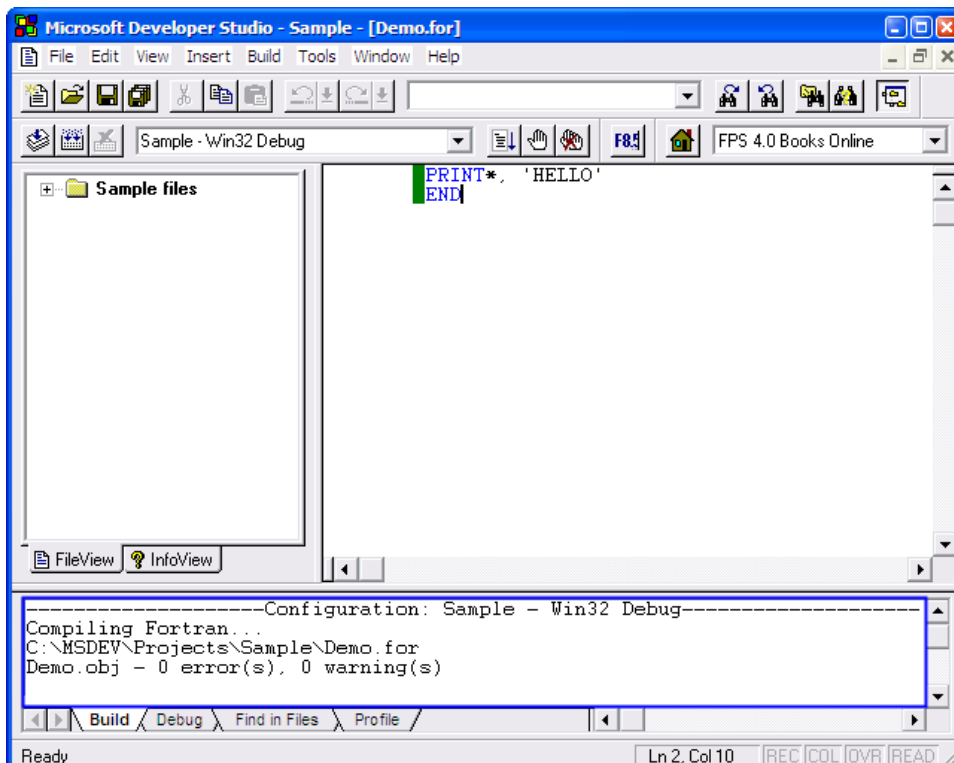 Microsoft Developer Studio - Sample - [Demo.for]
File Edit View Insert Build Tools Window Help
Sample - Win32 Debug
F8.
FPS 4.0 Books Online
Sample files
PRINT*, 'HELLO'
END
FileView InfoView
--------------------Configuration: Sample - Win32 Debug--------------------
Compiling Fortran...
C:\MSDEV\Projects\Sample\Demo.for
Demo.obj - 0 error(s), 0 warning(s)
Build Debug Find in Files Profile
Ready Ln 2, Col 10 REC COL OVR READ